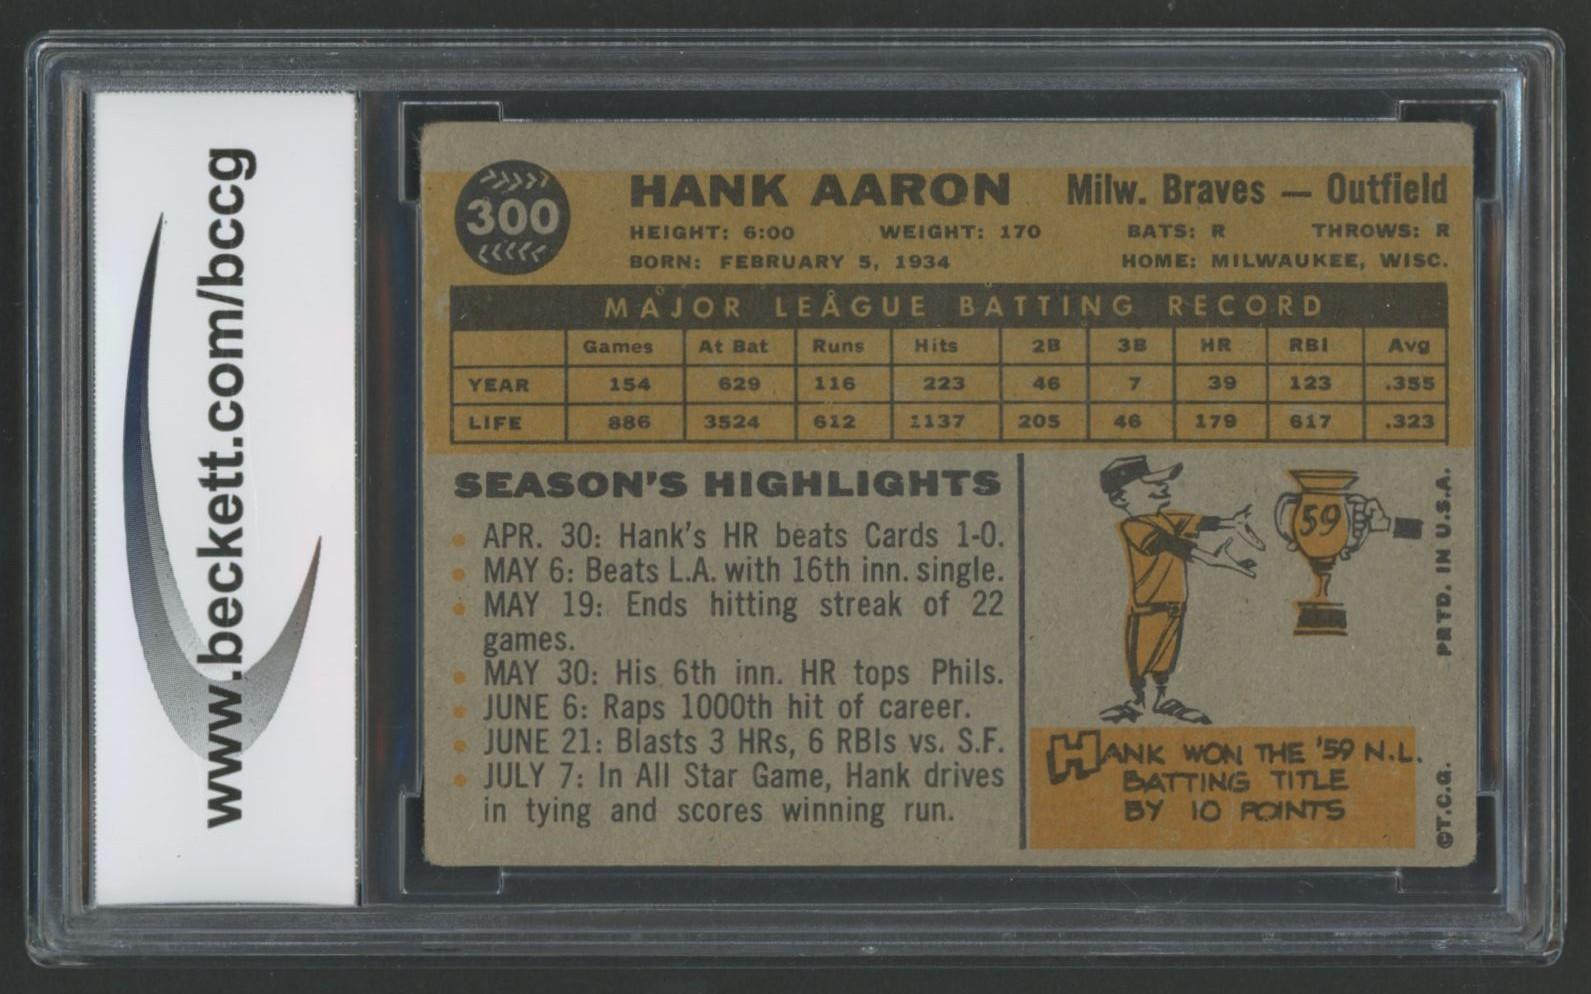 www.beckett.com/bccg
300
HANK AARON Milw. Braves — Outfield
HEIGHT: 6:00 WEIGHT: 170 BATS: R THROWS: R
BORN: FEBRUARY 5, 1934 HOME: MILWAUKEE, WISC.
MAJOR LEAGUE BATTING RECORD
Games At Bat Runs Hits 2B 3B HR RBI Avg
YEAR 154 629 116 223 46 7 39 123 .355
LIFE 886 3524 612 1137 205 46 179 617 .323
SEASON'S HIGHLIGHTS
• APR. 30: Hank's HR beats Cards 1-0.
• MAY 6: Beats L.A. with 16th inn. single.
• MAY 19: Ends hitting streak of 22
games.
• MAY 30: His 6th inn. HR tops Phils.
• JUNE 6: Raps 1000th hit of career.
• JUNE 21: Blasts 3 HRs, 6 RBIs vs. S.F.
• JULY 7: In All Star Game, Hank drives
in tying and scores winning run.
59
HANK WON THE '59 N.L.
BATTING TITLE
BY 10 POINTS
©T.C.G. PRTD. IN U.S.A.